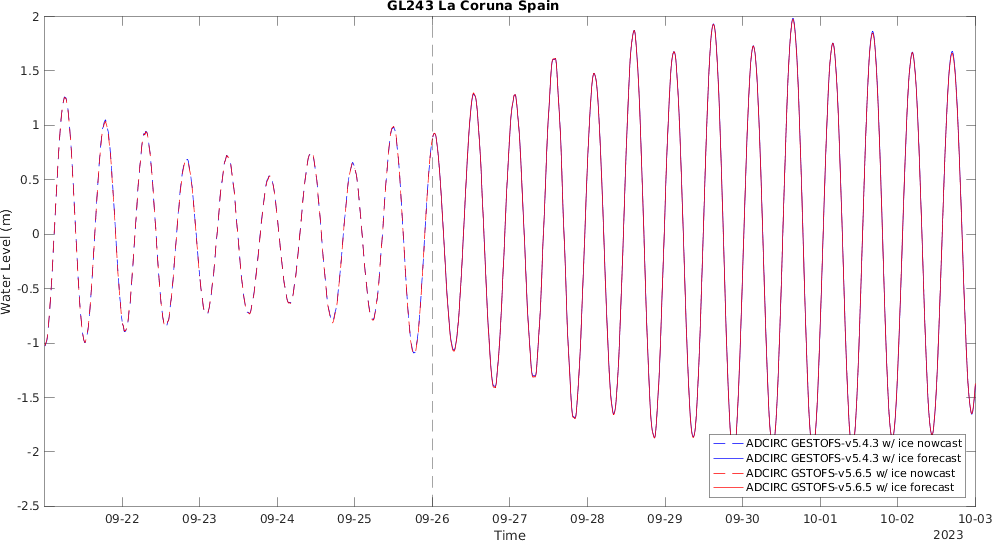 GL243 La Coruna Spain
2
1.5
1
0.5
0
-0.5
-1
-1.5
-2
-2.5
Water Level (m)
ADCIRC GESTOFS-v5.4.3 w/ ice nowcast
ADCIRC GESTOFS-v5.4.3 w/ ice forecast
ADCIRC GSTOFS-v5.6.5 w/ ice nowcast
ADCIRC GSTOFS-v5.6.5 w/ ice forecast
09-22 09-23 09-24 09-25 09-26 09-27 09-28 09-29 09-30 10-01 10-02 10-03
Time
2023